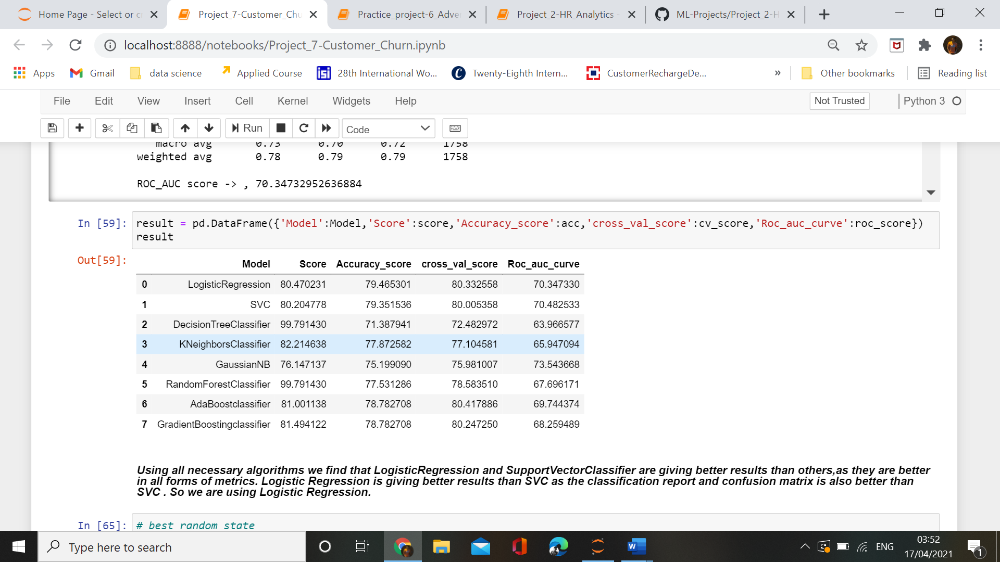 Home Page - Select or c
Project_7-Customer_Chu
Practice_project-6_Adve
Project_2-HR_Analytics -
ML-Projects/Project_2-H
localhost:8888/notebooks/Project_7-Customer_Churn.ipynb
Apps Gmail data science Applied Course 28th International Wo... Twenty-Eighth Intern... CustomerRechargeDe... » Other bookmarks Reading list
File Edit View Insert Cell Kernel Widgets Help Not Trusted Python 3
Run Code
macro avg 0.73 0.70 0.72 1758
weighted avg 0.78 0.79 0.79 1758
ROC_AUC score -> , 70.34732952636884
In [59]: result = pd.DataFrame({'Model':Model,'Score':score,'Accuracy_score':acc,'cross_val_score':cv_score,'Roc_auc_curve':roc_score})
result
Out[59]:
Model Score Accuracy_score cross_val_score Roc_auc_curve
0 LogisticRegression 80.470231 79.465301 80.332558 70.347330
1 SVC 80.204778 79.351536 80.005358 70.482533
2 DecisionTreeClassifier 99.791430 71.387941 72.482972 63.966577
3 KNeighborsClassifier 82.214638 77.872582 77.104581 65.947094
4 GaussianNB 76.147137 75.199090 75.981007 73.543668
5 RandomForestClassifier 99.791430 77.531286 78.583510 67.696171
6 AdaBoostclassifier 81.001138 78.782708 80.417886 69.744374
7 GradientBoostingclassifier 81.494122 78.782708 80.247250 68.259489
Using all necessary algorithms we find that LogisticRegression and SupportVectorClassifier are giving better results than others,as they are better
in all forms of metrics. Logistic Regression is giving better results than SVC as the classification report and confusion matrix is also better than
SVC . So we are using Logistic Regression.
In [65]: # best random state
Type here to search
ENG
03:52
17/04/2021
1